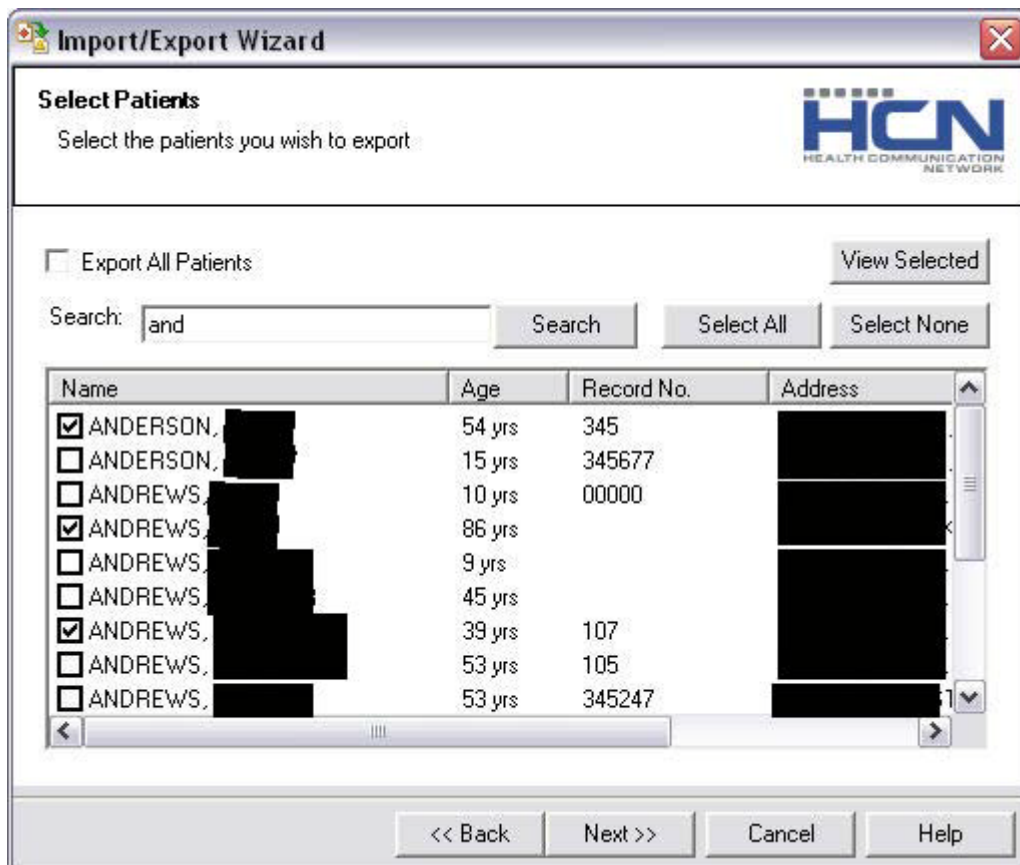 Import/Export Wizard
Select Patients
Select the patients you wish to export
HCN
HEALTH COMMUNICATION
NETWORK
Export All Patients View Selected
Search: and Search Select All Select None
Name Age Record No. Address
ANDERSON, 54 yrs 345
ANDERSON, 15 yrs 345677
ANDREWS, 10 yrs 00000
ANDREWS, 86 yrs
ANDREWS, 9 yrs
ANDREWS, 45 yrs
ANDREWS, 39 yrs 107
ANDREWS, 53 yrs 105
ANDREWS, 53 yrs 345247
<< Back Next >> Cancel Help